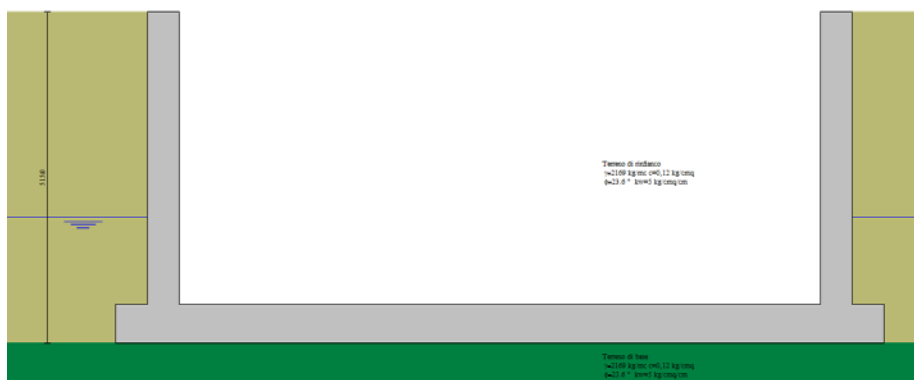 Terreno di rinfianco
γ=2169 kg/mc c=0,12 kg/cmq
ϕ=23.6 ° kw=5 kg/cmq/cm
Terreno di base
γ=2169 kg/mc c=0,12 kg/cmq
ϕ=23.6 ° kw=5 kg/cmq/cm